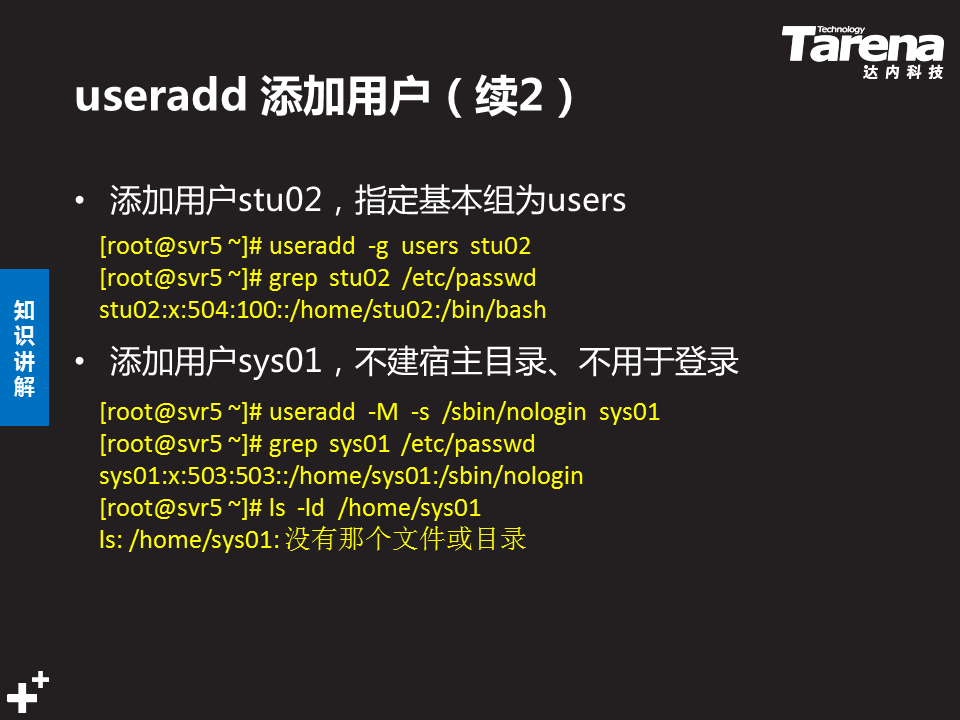 Technology
Tarena
达内科技
useradd 添加用户（续2）
• 添加用户stu02，指定基本组为users
[root@svr5 ~]# useradd -g users stu02
[root@svr5 ~]# grep stu02 /etc/passwd
stu02:x:504:100::/home/stu02:/bin/bash
知识讲解
• 添加用户sys01，不建宿主目录、不用于登录
[root@svr5 ~]# useradd -M -s /sbin/nologin sys01
[root@svr5 ~]# grep sys01 /etc/passwd
sys01:x:503:503::/home/sys01:/sbin/nologin
[root@svr5 ~]# ls -ld /home/sys01
ls: /home/sys01: 没有那个文件或目录